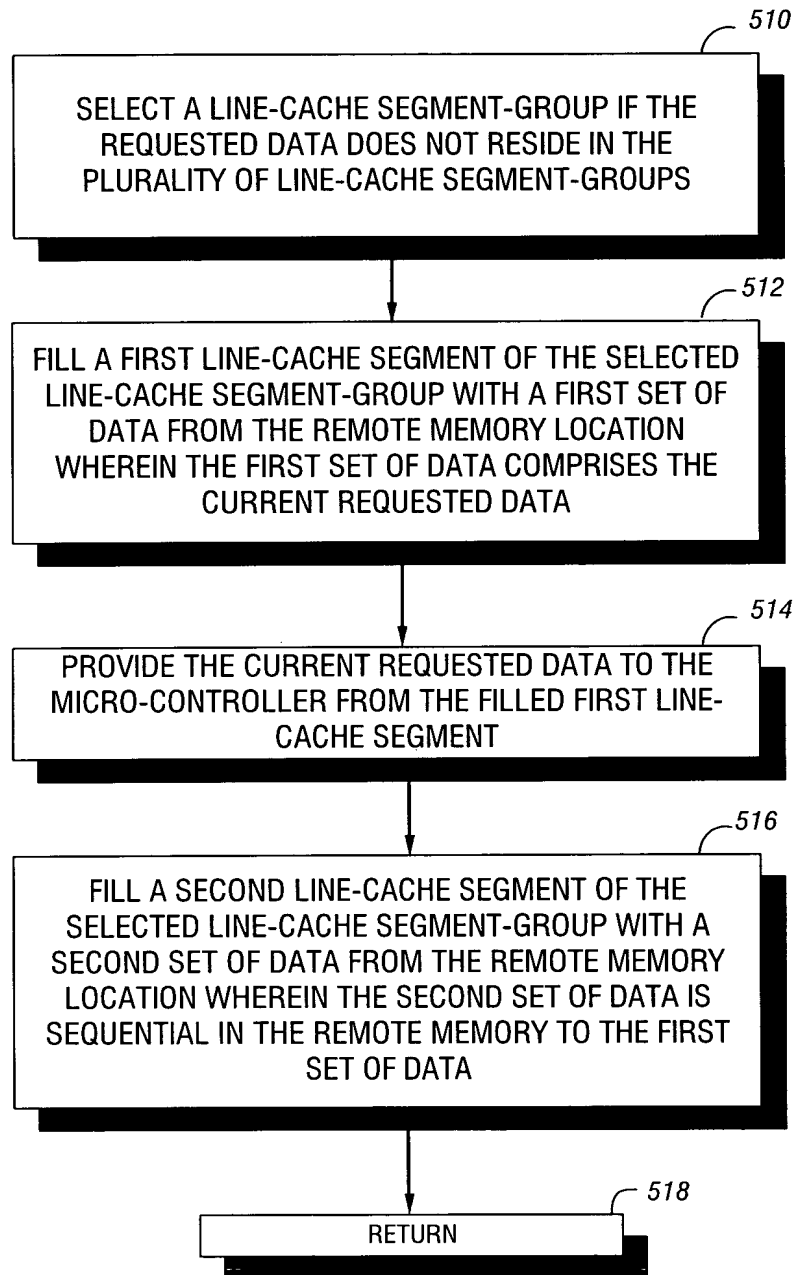 510
SELECT A LINE-CACHE SEGMENT-GROUP IF THE
REQUESTED DATA DOES NOT RESIDE IN THE
PLURALITY OF LINE-CACHE SEGMENT-GROUPS
512
FILL A FIRST LINE-CACHE SEGMENT OF THE SELECTED
LINE-CACHE SEGMENT-GROUP WITH A FIRST SET OF
DATA FROM THE REMOTE MEMORY LOCATION
WHEREIN THE FIRST SET OF DATA COMPRISES THE
CURRENT REQUESTED DATA
514
PROVIDE THE CURRENT REQUESTED DATA TO THE
MICRO-CONTROLLER FROM THE FILLED FIRST LINE-
CACHE SEGMENT
516
FILL A SECOND LINE-CACHE SEGMENT OF THE
SELECTED LINE-CACHE SEGMENT-GROUP WITH A
SECOND SET OF DATA FROM THE REMOTE MEMORY
LOCATION WHEREIN THE SECOND SET OF DATA IS
SEQUENTIAL IN THE REMOTE MEMORY TO THE FIRST
SET OF DATA
518
RETURN